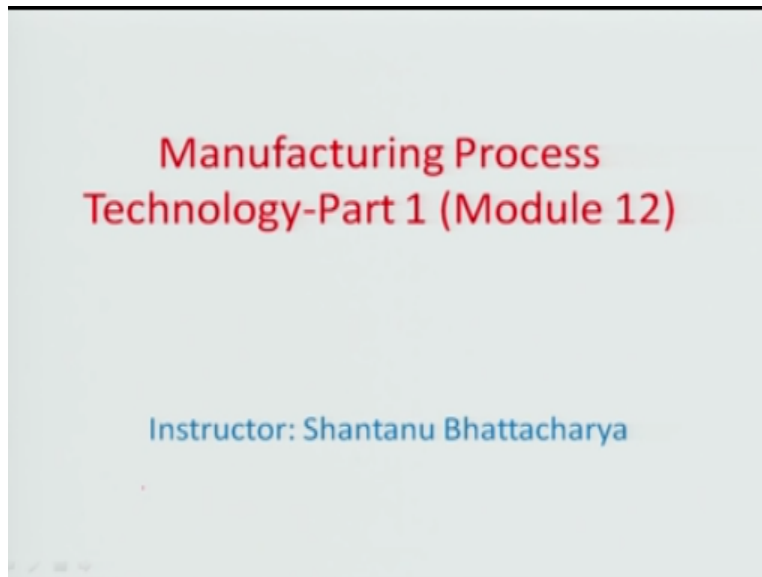 Manufacturing Process
Technology-Part 1 (Module 12)
Instructor: Shantanu Bhattacharya